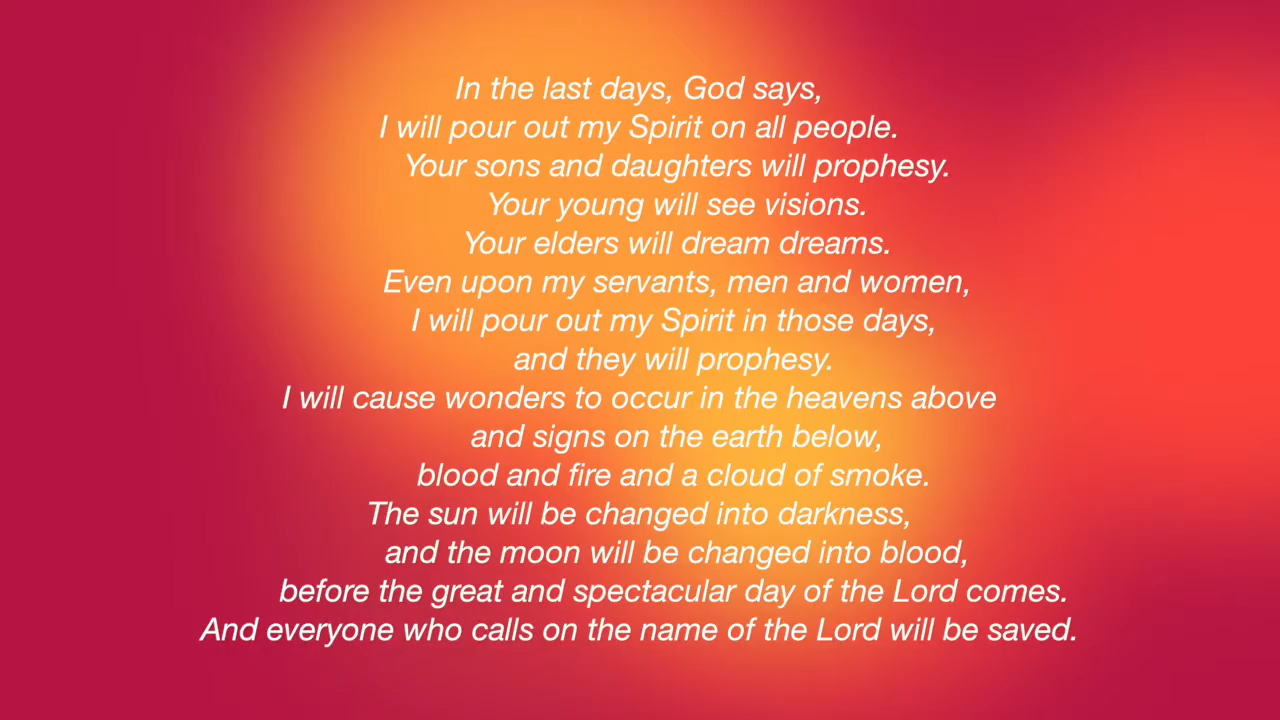 In the last days, God says,
I will pour out my Spirit on all people.
Your sons and daughters will prophesy.
Your young will see visions.
Your elders will dream dreams.
Even upon my servants, men and women,
I will pour out my Spirit in those days,
and they will prophesy.
I will cause wonders to occur in the heavens above
and signs on the earth below,
blood and fire and a cloud of smoke.
The sun will be changed into darkness,
and the moon will be changed into blood,
before the great and spectacular day of the Lord comes.
And everyone who calls on the name of the Lord will be saved.